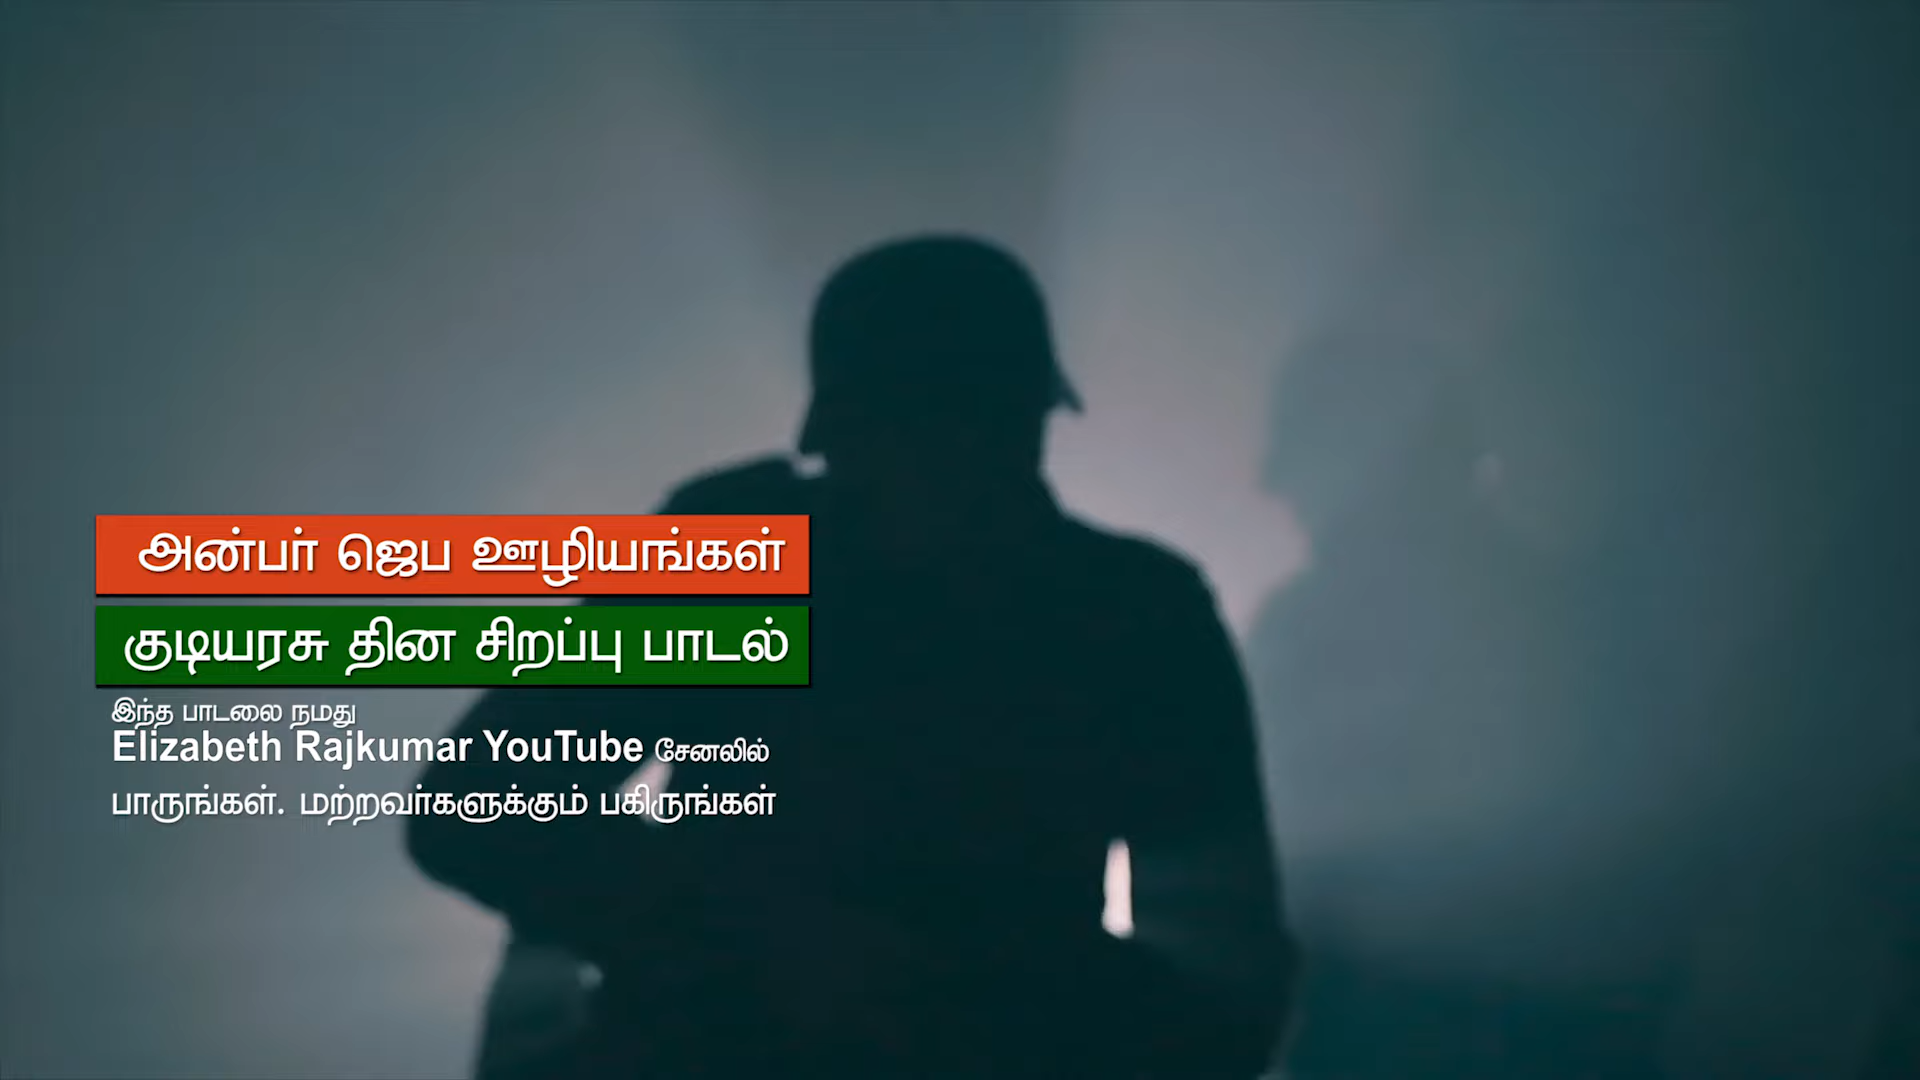 அன்பர் ஜெப ஊழியங்கள்
குடியரசு தின சிறப்பு பாடல்
இந்த பாடலை நமது
Elizabeth Rajkumar YouTube சேனலில்
பாருங்கள். மற்றவர்களுக்கும் பகிருங்கள்